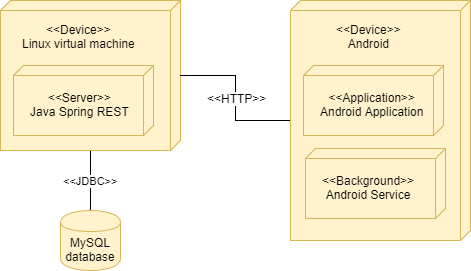 <<Device>>
Linux virtual machine
<<Server>>
Java Spring REST
<<HTTP>>
<<Device>>
Android
<<Application>>
Android Application
<<Background>>
Android Service
<<JDBC>>
MySQL
database